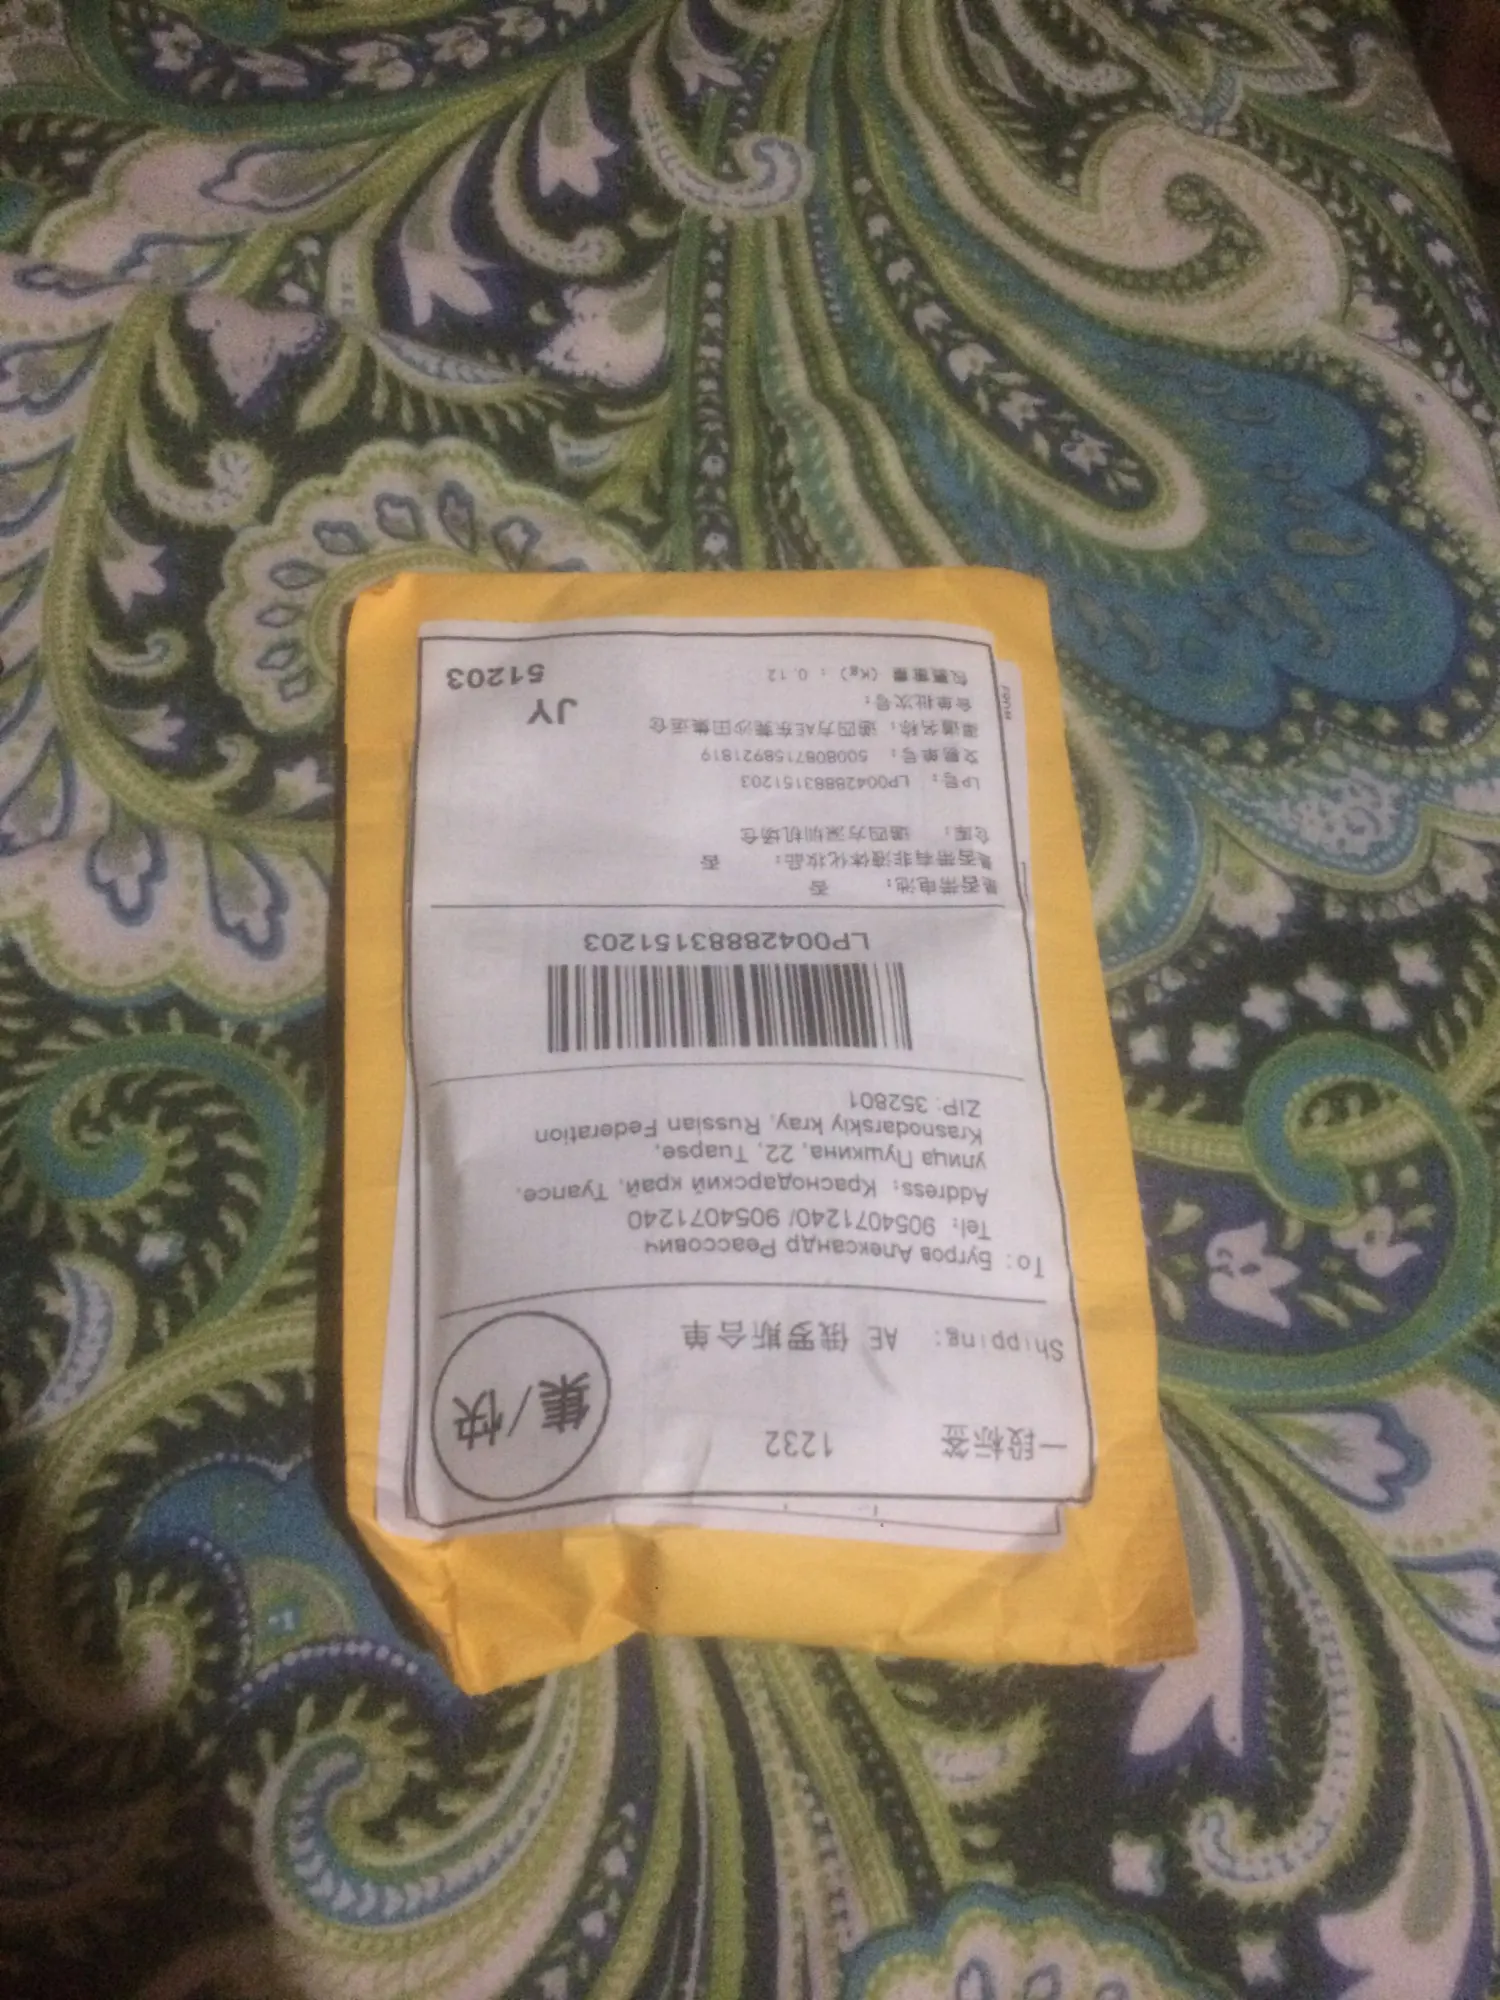 一段标签 1232
集/快
Shipping: AE 俄罗斯合单
To: Бугров Александр Реассович
Tel: 9054071240/ 9054071240
Address: Краснодарский край, Туапсе,
улица Пушкина, 22, Tuapse,
Krasnodarskiy kray, Russian Federation
ZIP: 352801
LP00428883151203
是否带电池: 否
是否带有非液体化妆品: 否
仓库: 递四方深圳机场仓
LP号: LP00428883151203
交易单号: 5008087158921819
渠道名称: 递四方AE东莞沙田集运仓
合单批次号:
包裹重量 (Kg) : 0.12
JY
51203